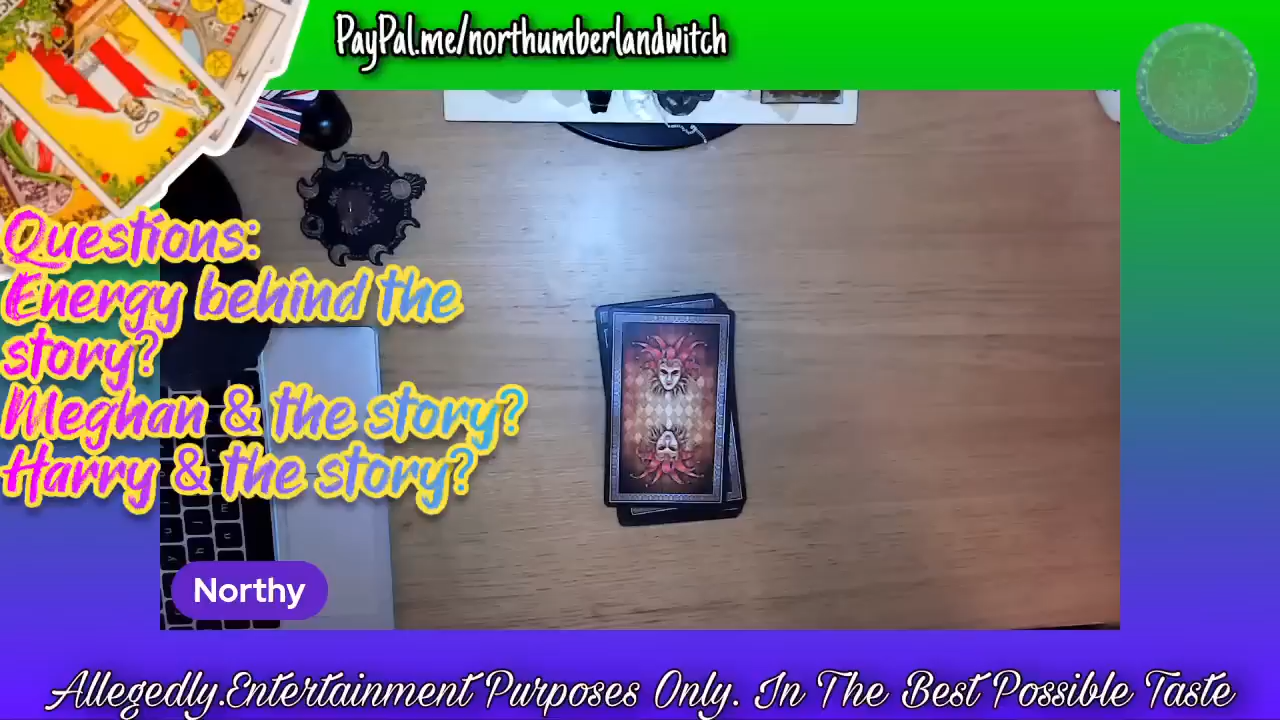 PayPal.me/northumberlandwitch
Questions:
Energy behind the
story?
Meghan & the story?
Harry & the story?
Northy
Allegedly.Entertainment Purposes Only. In The Best Possible Taste